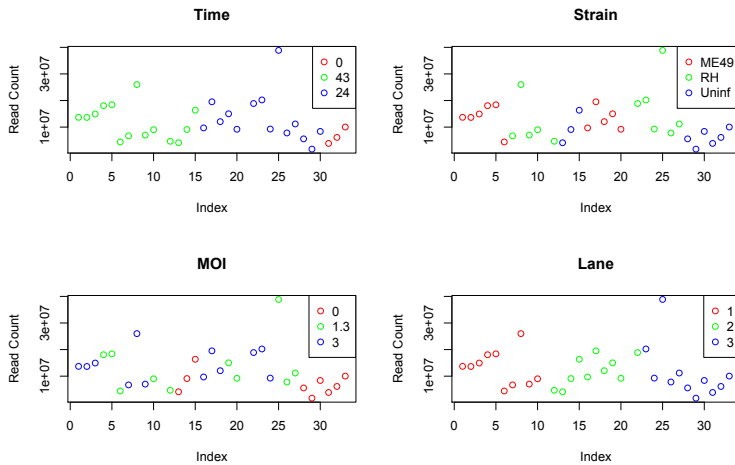 Time
Read Count
1e+07
3e+07
0
43
24
0 5 10 15 20 25 30
Index
Strain
Read Count
1e+07
3e+07
ME49
RH
Uninf
0 5 10 15 20 25 30
Index
MOI
Read Count
1e+07
3e+07
0
1.3
3
0 5 10 15 20 25 30
Index
Lane
Read Count
1e+07
3e+07
1
2
3
0 5 10 15 20 25 30
Index